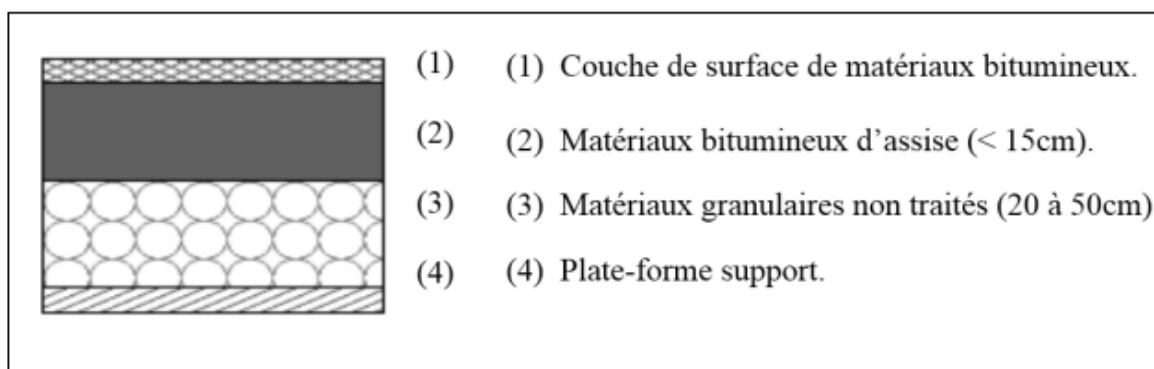 (1) (1) Couche de surface de matériaux bitumineux.
(2) (2) Matériaux bitumineux d’assise (< 15cm).
(3) (3) Matériaux granulaires non traités (20 à 50cm)
(4) (4) Plate-forme support.